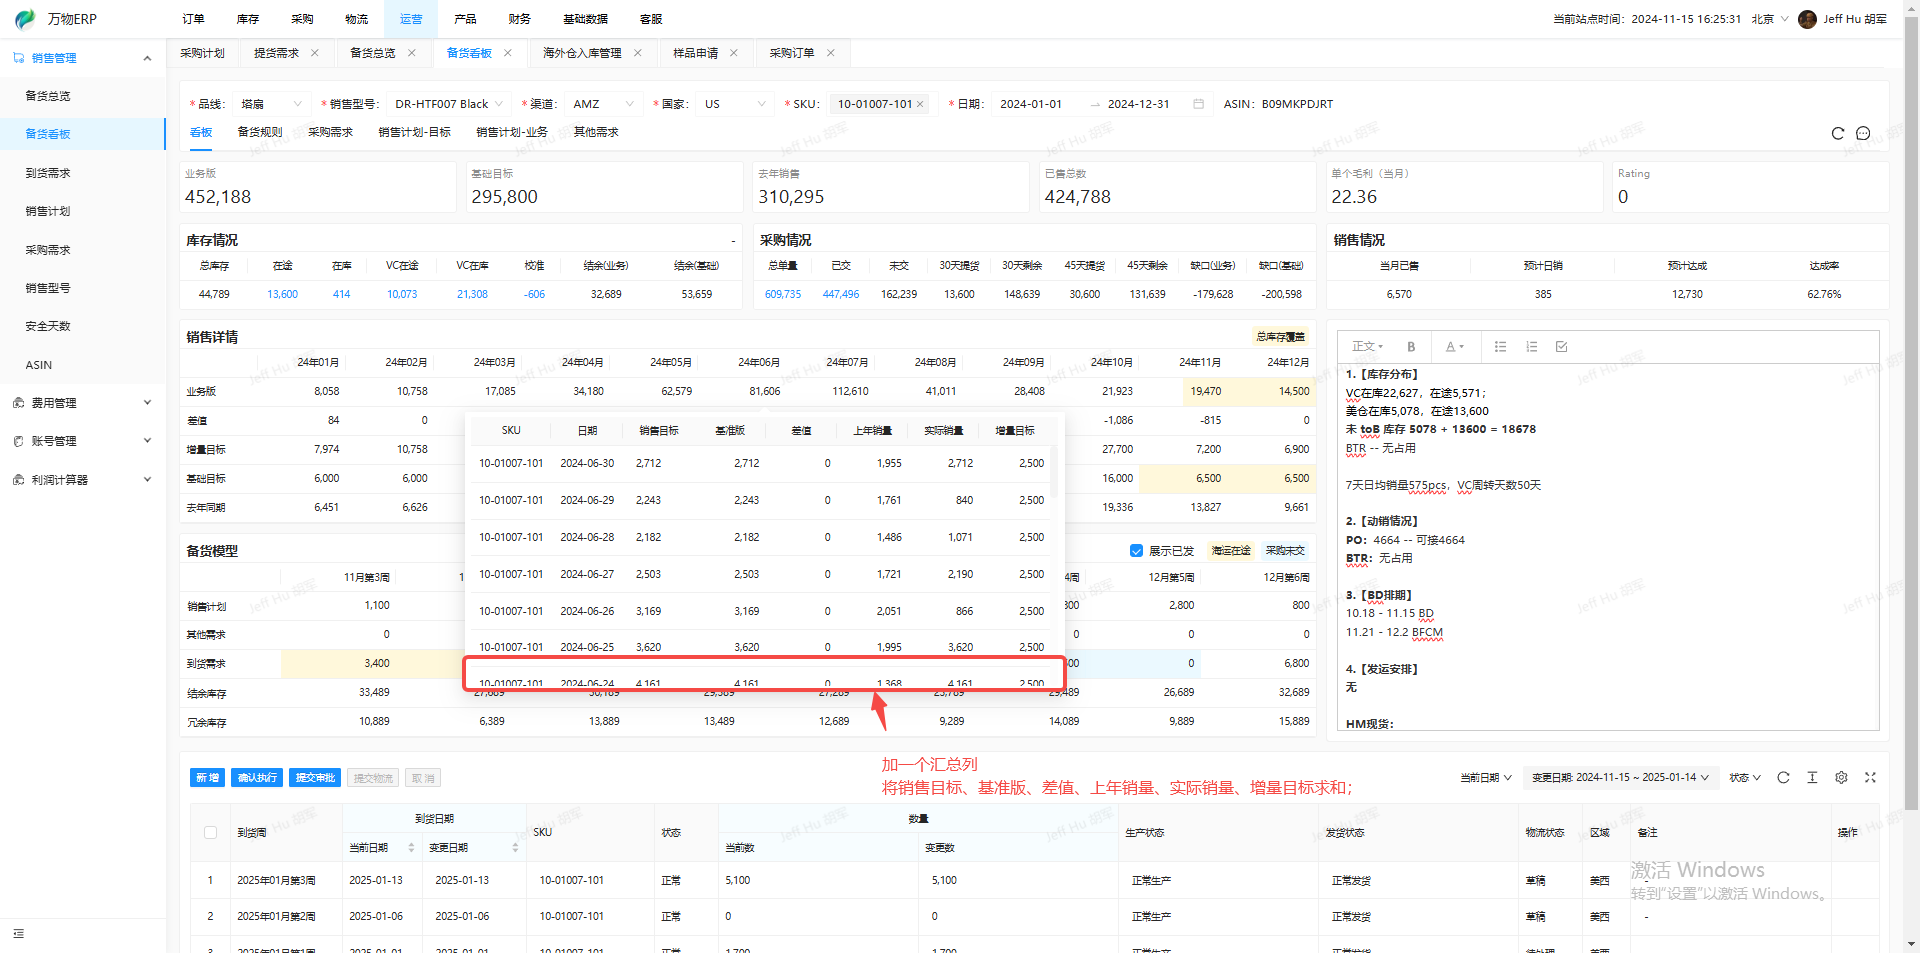 万物ERP
订单 库存 采购 物流 运营 产品 财务 基础数据 客服
当前站点时间：2024-11-15 16:25:31 北京 Jeff Hu 胡军
销售管理
备货总览
备货看板
到货需求
销售计划
采购需求
销售型号
安全天数
ASIN
费用管理
账号管理
利润计算器
采购计划 提货需求 备货总览 备货看板 海外仓入库管理 样品申请 采购订单
* 品线： 塔扇 * 销售型号： DR-HTF007 Black * 渠道： AMZ * 国家： US * SKU： 10-01007-101 * 日期： 2024-01-01 → 2024-12-31 ASIN： B09MKPDJRT
看板 备货规则 采购需求 销售计划-目标 销售计划-业务 其他需求
业务版 基础目标 去年销售 已售总数 单个毛利（当月） Rating
452,188 295,800 310,295 424,788 22.36 0
库存情况 -
总库存 在途 在库 VC在途 VC在库 校准 结余(业务) 结余(基础)
44,789 13,600 414 10,073 21,308 -606 32,689 53,659
采购情况
总单量 已交 未交 30天提货 30天剩余 45天提货 45天剩余 缺口(业务) 缺口(基础)
609,735 447,496 162,239 13,600 148,639 30,600 131,639 -179,628 -200,598
销售情况
当月已售 预计日销 预计达成 达成率
6,570 385 12,730 62.76%
销售详情 总库存覆盖
24年01月 24年02月 24年03月 24年04月 24年05月 24年06月 24年07月 24年08月 24年09月 24年10月 24年11月 24年12月
业务版 8,058 10,758 17,085 34,180 62,579 81,606 112,610 41,011 28,408 21,923 19,470 14,500
差值 84 0 -1,086 -815 0
增量目标 7,974 10,758 27,700 7,200 6,900
基础目标 6,000 6,000 16,000 6,500 6,500
去年同期 6,451 6,626 19,336 13,827 9,661
SKU 日期 销售目标 基准版 差值 上年销量 实际销量 增量目标
10-01007-101 2024-06-30 2,712 2,712 0 1,955 2,712 2,500
10-01007-101 2024-06-29 2,243 2,243 0 1,761 840 2,500
10-01007-101 2024-06-28 2,182 2,182 0 1,486 1,071 2,500
10-01007-101 2024-06-27 2,503 2,503 0 1,721 2,190 2,500
10-01007-101 2024-06-26 3,169 3,169 0 2,051 866 2,500
10-01007-101 2024-06-25 3,620 3,620 0 1,995 3,620 2,500
10-01007-101 2024-06-24 4,161 4,161 0 1,368 4,161 2,500
备货模型 展示已发 海运在途 采购未交
11月第3周 12月第5周 12月第6周
销售计划 1,100 2,800 800
其他需求 0 0 0 0
到货需求 3,400 0 6,800
结余库存 33,489 26,689 32,689
冗余库存 10,889 6,389 13,889 13,489 12,689 9,289 14,089 9,889 15,889
正文 B A
1.【库存分布】
VC在库22,627，在途5,571；
美仓在库5,078，在途13,600
未 toB 库存 5078 + 13600 = 18678
BTR -- 无占用
7天日均销量575pcs，VC周转天数50天
2.【动销情况】
PO：4664 -- 可接4664
BTR：无占用
3.【BD排期】
10.18 - 11.15 BD
11.21 - 12.2 BFCM
4.【发运安排】
无
HM现货：
加一个汇总列
将销售目标、基准版、差值、上年销量、实际销量、增量目标求和；
新 增 确认执行 提交审批 提交物流 取 消
当前日期 变更日期: 2024-11-15 ~ 2025-01-14 状态
到货周 到货日期 SKU 状态 数量 生产状态 发货状态 物流状态 区域 备注 操作
当前日期 变更日期 当前数 变更数
1 2025年01月第3周 2025-01-13 2025-01-13 10-01007-101 正常 5,100 5,100 正常生产 正常发货 草稿 美西 -
2 2025年01月第2周 2025-01-06 2025-01-06 10-01007-101 正常 0 0 正常生产 正常发货 草稿 美西 -
激活 Windows
转到“设置”以激活 Windows。
Jeff Hu 胡军